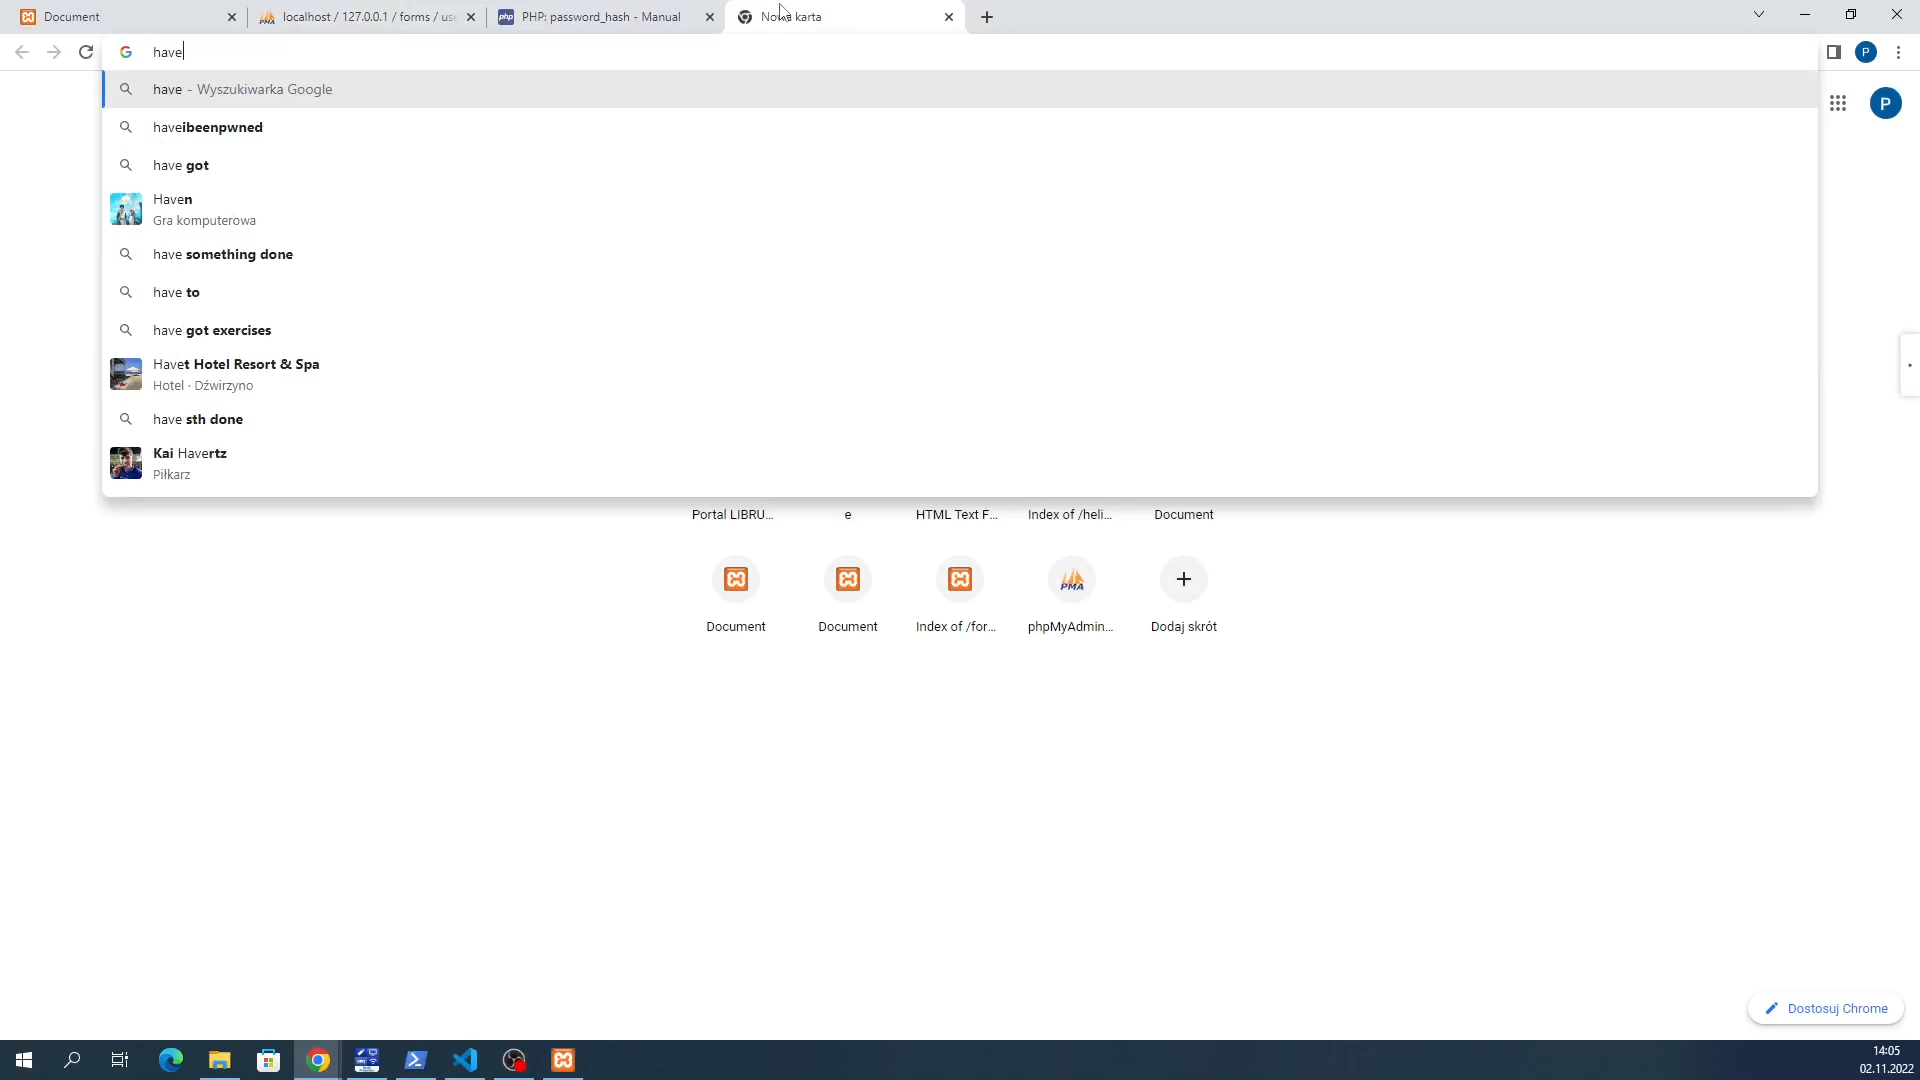 Document
localhost / 127.0.0.1 / forms / use
PHP: password_hash - Manual
Nowa karta
have
P
have - Wyszukiwarka Google
P
haveibeenpwned
have got
Haven
Gra komputerowa
have something done
have to
have got exercises
Havet Hotel Resort & Spa
Hotel · Dźwirzyno
have sth done
Kai Havertz
Piłkarz
Portal LIBRU...
e
HTML Text F...
Index of /heli...
Document
PMA
Document
Document
Index of /for...
phpMyAdmin...
Dodaj skrót
Dostosuj Chrome
14:05
02.11.2022